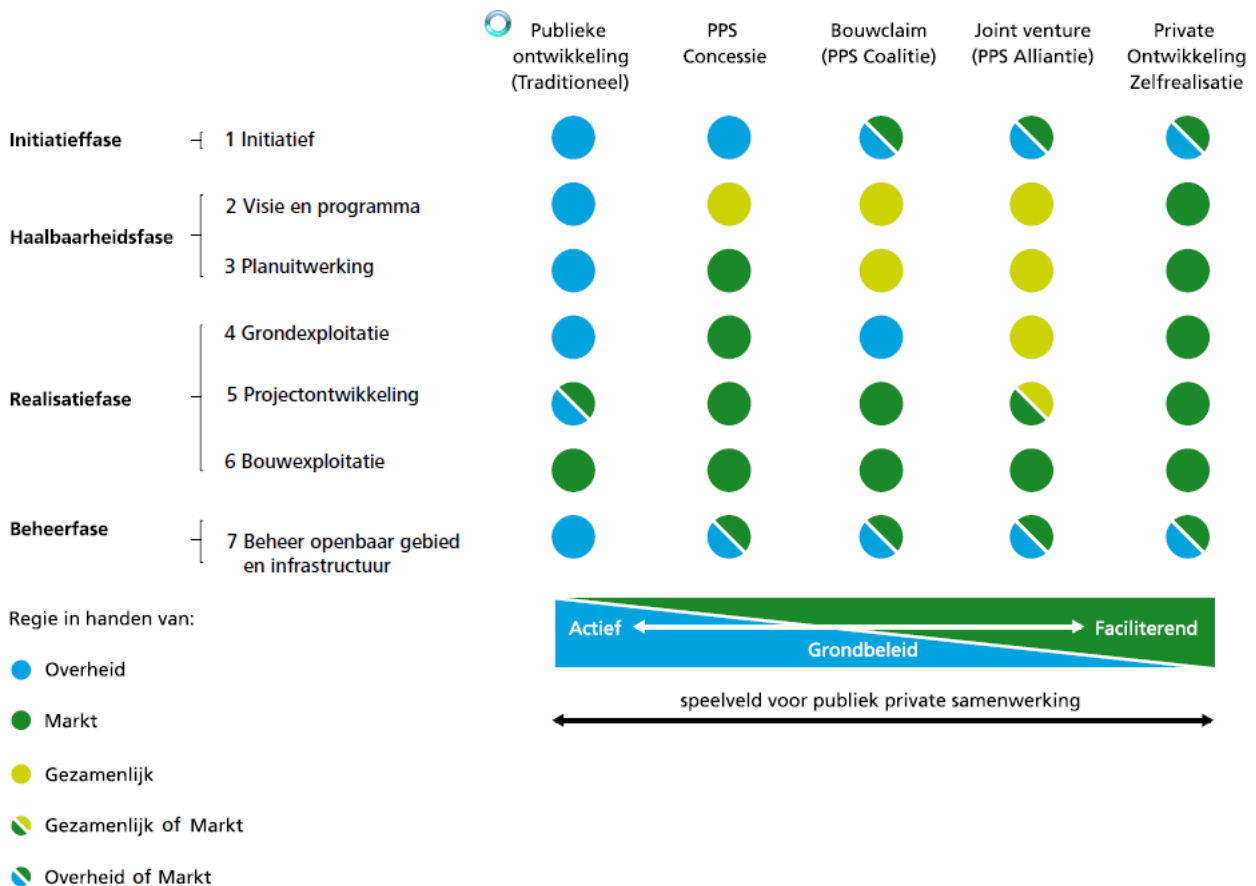 Publieke
ontwikkeling
(Traditioneel)
PPS
Concessie
Bouwclaim
(PPS Coalitie)
Joint venture
(PPS Alliantie)
Private
Ontwikkeling
Zelfrealisatie
Initiatieffase
1 Initiatief
Haalbaarheidsfase
2 Visie en programma
3 Planuitwerking
Realisatiefase
4 Grondexploitatie
5 Projectontwikkeling
6 Bouwexploitatie
Beheerfase
7 Beheer openbaar gebied
en infrastructuur
Regie in handen van:
Overheid
Markt
Gezamenlijk
Gezamenlijk of Markt
Overheid of Markt
Actief
Faciliterend
Grondbeleid
speelveld voor publiek private samenwerking